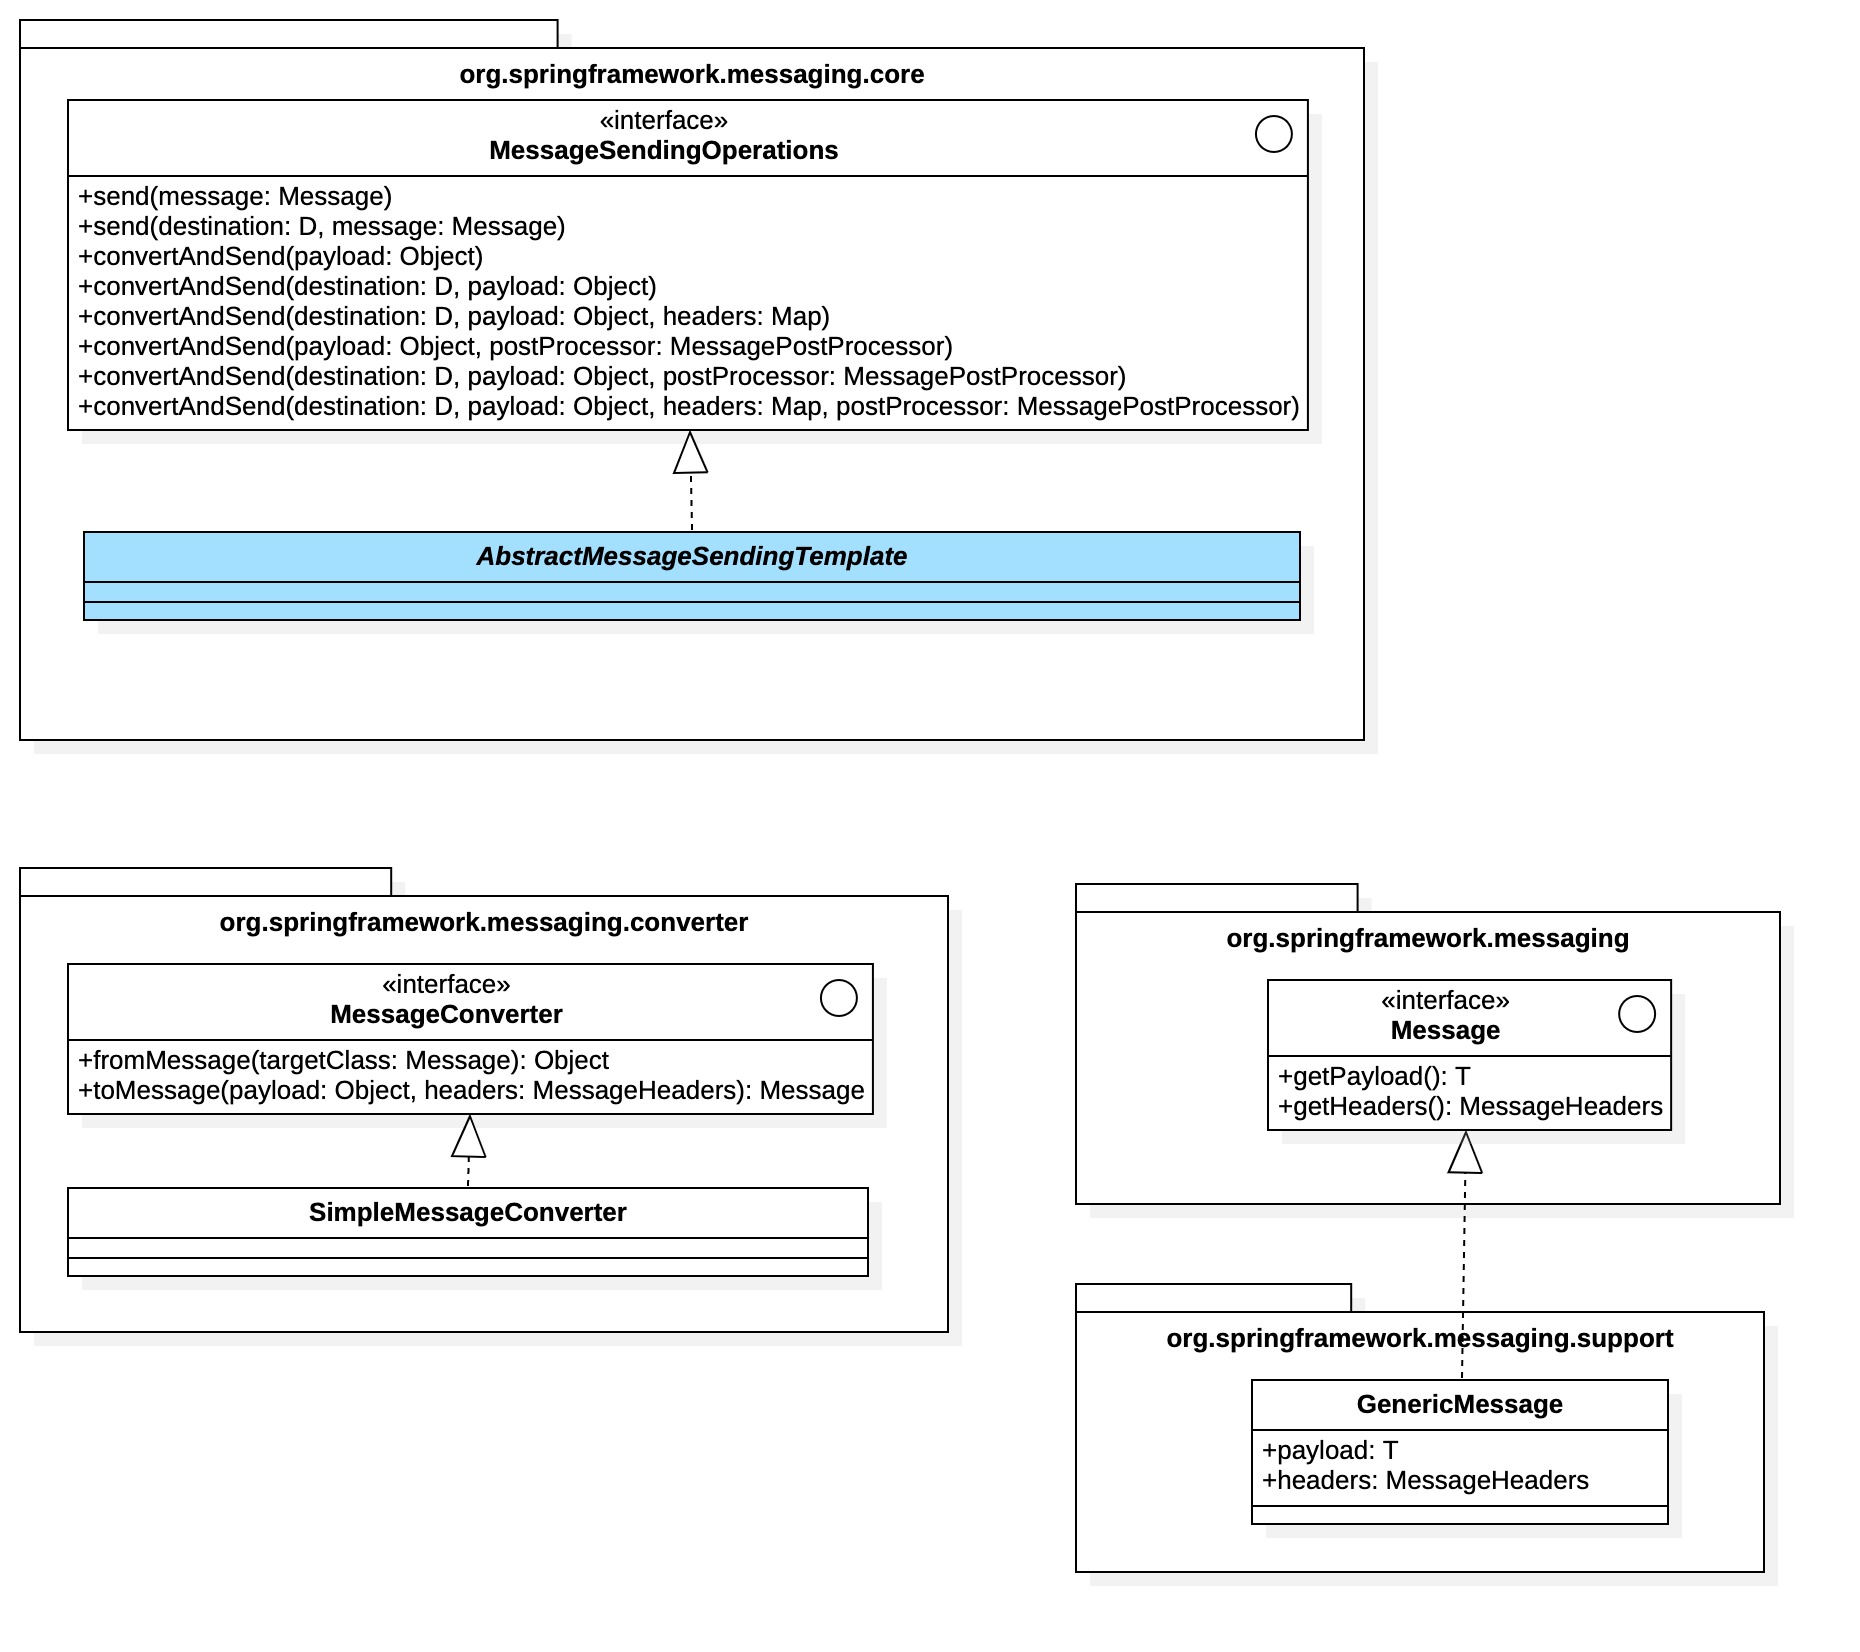 org.springframework.messaging.core
«interface»
MessageSendingOperations
+send(message: Message)
+send(destination: D, message: Message)
+convertAndSend(payload: Object)
+convertAndSend(destination: D, payload: Object)
+convertAndSend(destination: D, payload: Object, headers: Map)
+convertAndSend(payload: Object, postProcessor: MessagePostProcessor)
+convertAndSend(destination: D, payload: Object, postProcessor: MessagePostProcessor)
+convertAndSend(destination: D, payload: Object, headers: Map, postProcessor: MessagePostProcessor)
AbstractMessageSendingTemplate
org.springframework.messaging.converter
«interface»
MessageConverter
+fromMessage(targetClass: Message): Object
+toMessage(payload: Object, headers: MessageHeaders): Message
SimpleMessageConverter
org.springframework.messaging
«interface»
Message
+getPayload(): T
+getHeaders(): MessageHeaders
org.springframework.messaging.support
GenericMessage
+payload: T
+headers: MessageHeaders